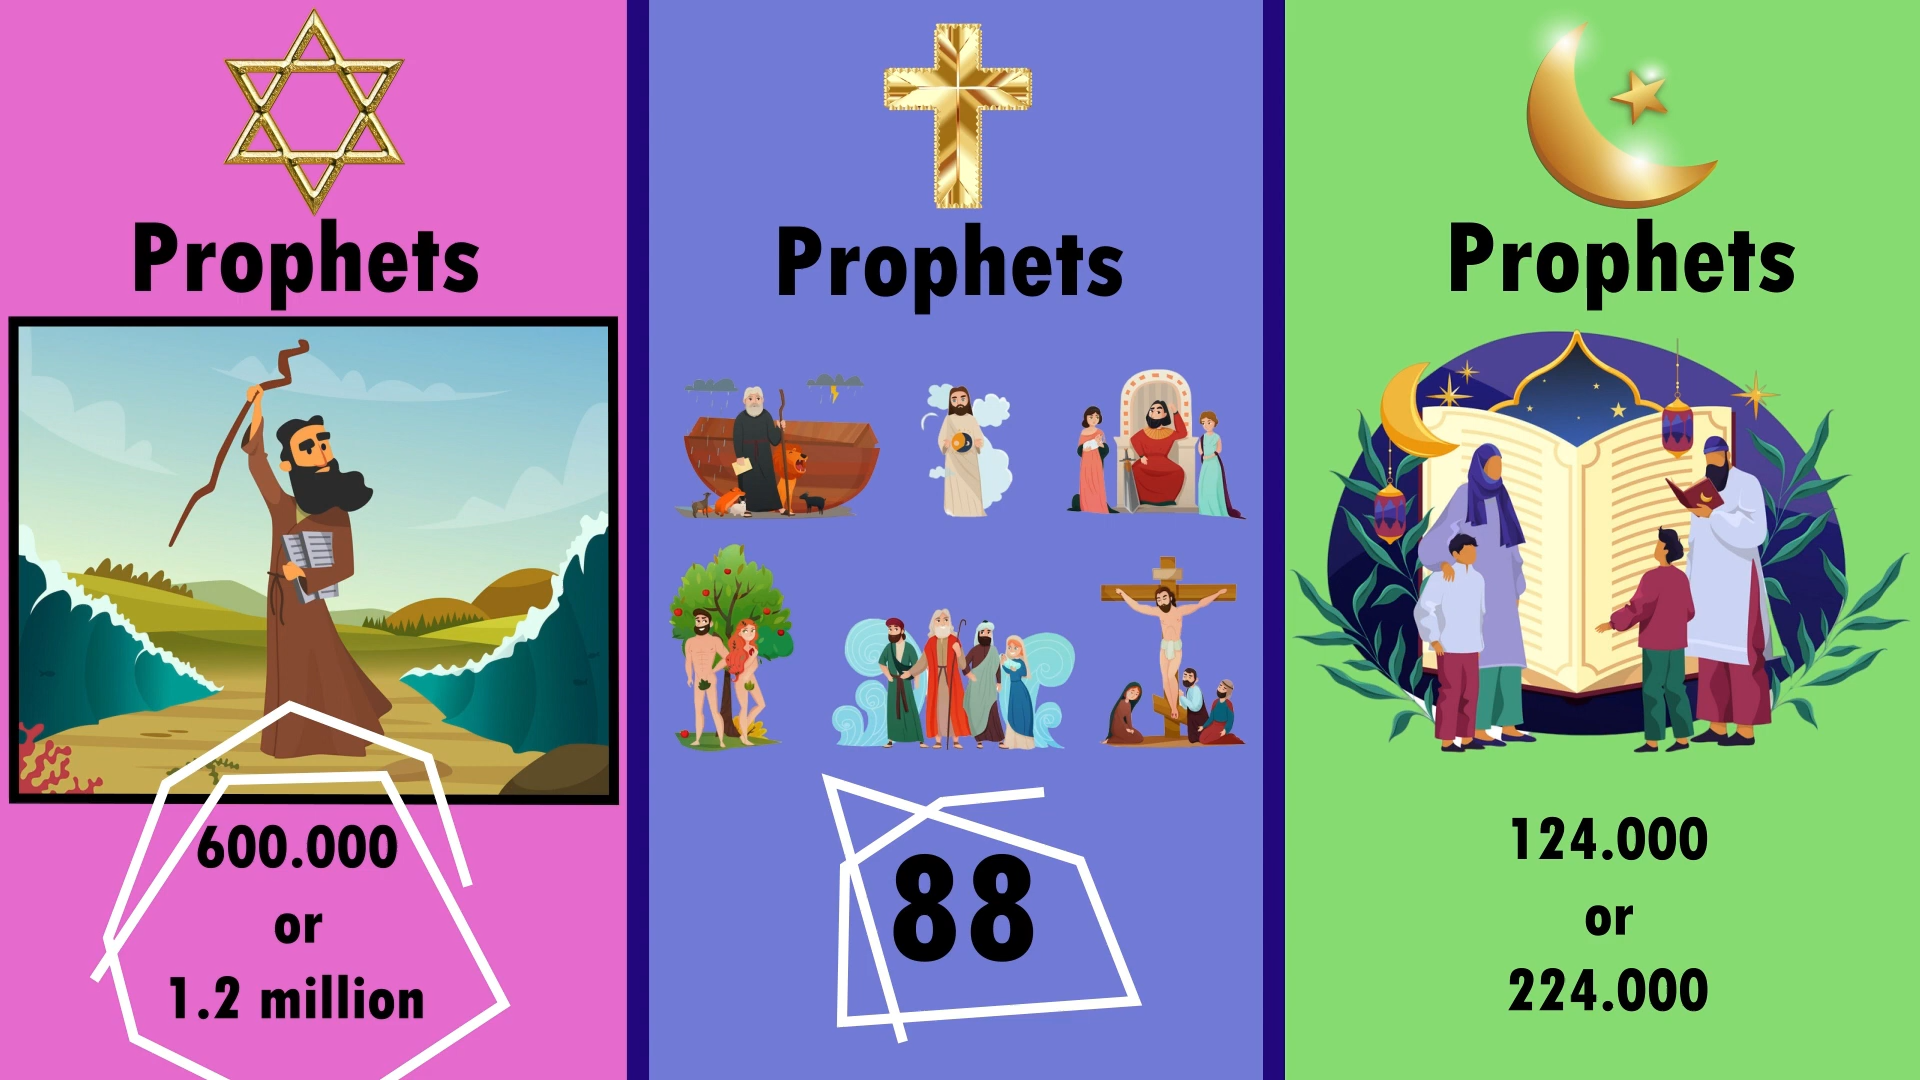 Prophets
600.000
or
1.2 million
Prophets
88
Prophets
124.000
or
224.000